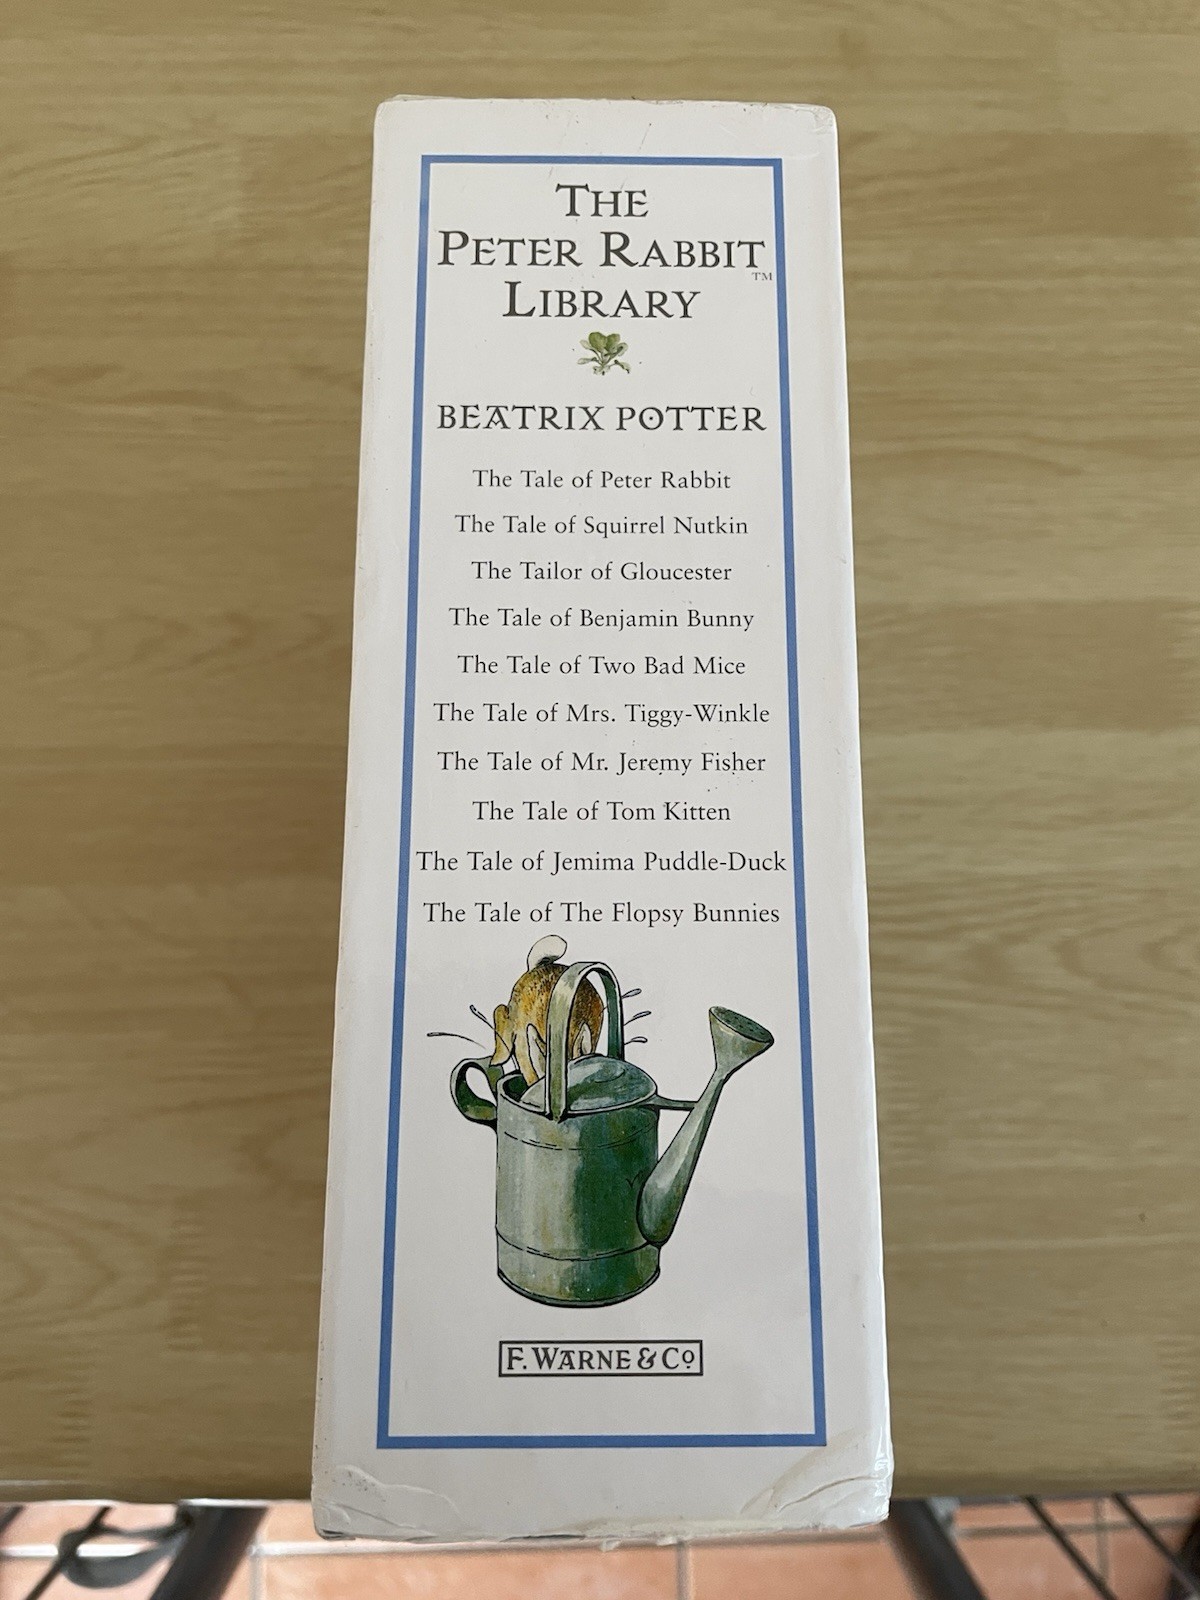 THE
PETER RABBIT™
LIBRARY
BEATRIX POTTER
The Tale of Peter Rabbit
The Tale of Squirrel Nutkin
The Tailor of Gloucester
The Tale of Benjamin Bunny
The Tale of Two Bad Mice
The Tale of Mrs. Tiggy-Winkle
The Tale of Mr. Jeremy Fisher
The Tale of Tom Kitten
The Tale of Jemima Puddle-Duck
The Tale of The Flopsy Bunnies
F. WARNE & Co